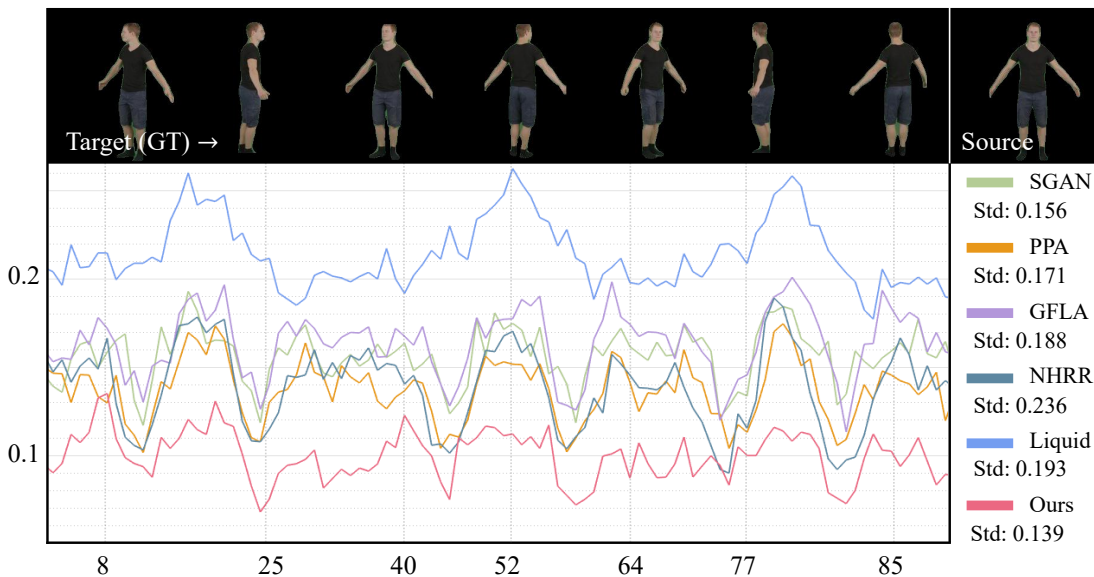 Target (GT) →
Source
SGAN
Std: 0.156
PPA
Std: 0.171
GFLA
Std: 0.188
NHRR
Std: 0.236
Liquid
Std: 0.193
Ours
Std: 0.139
0.2
0.1
8 25 40 52 64 77 85